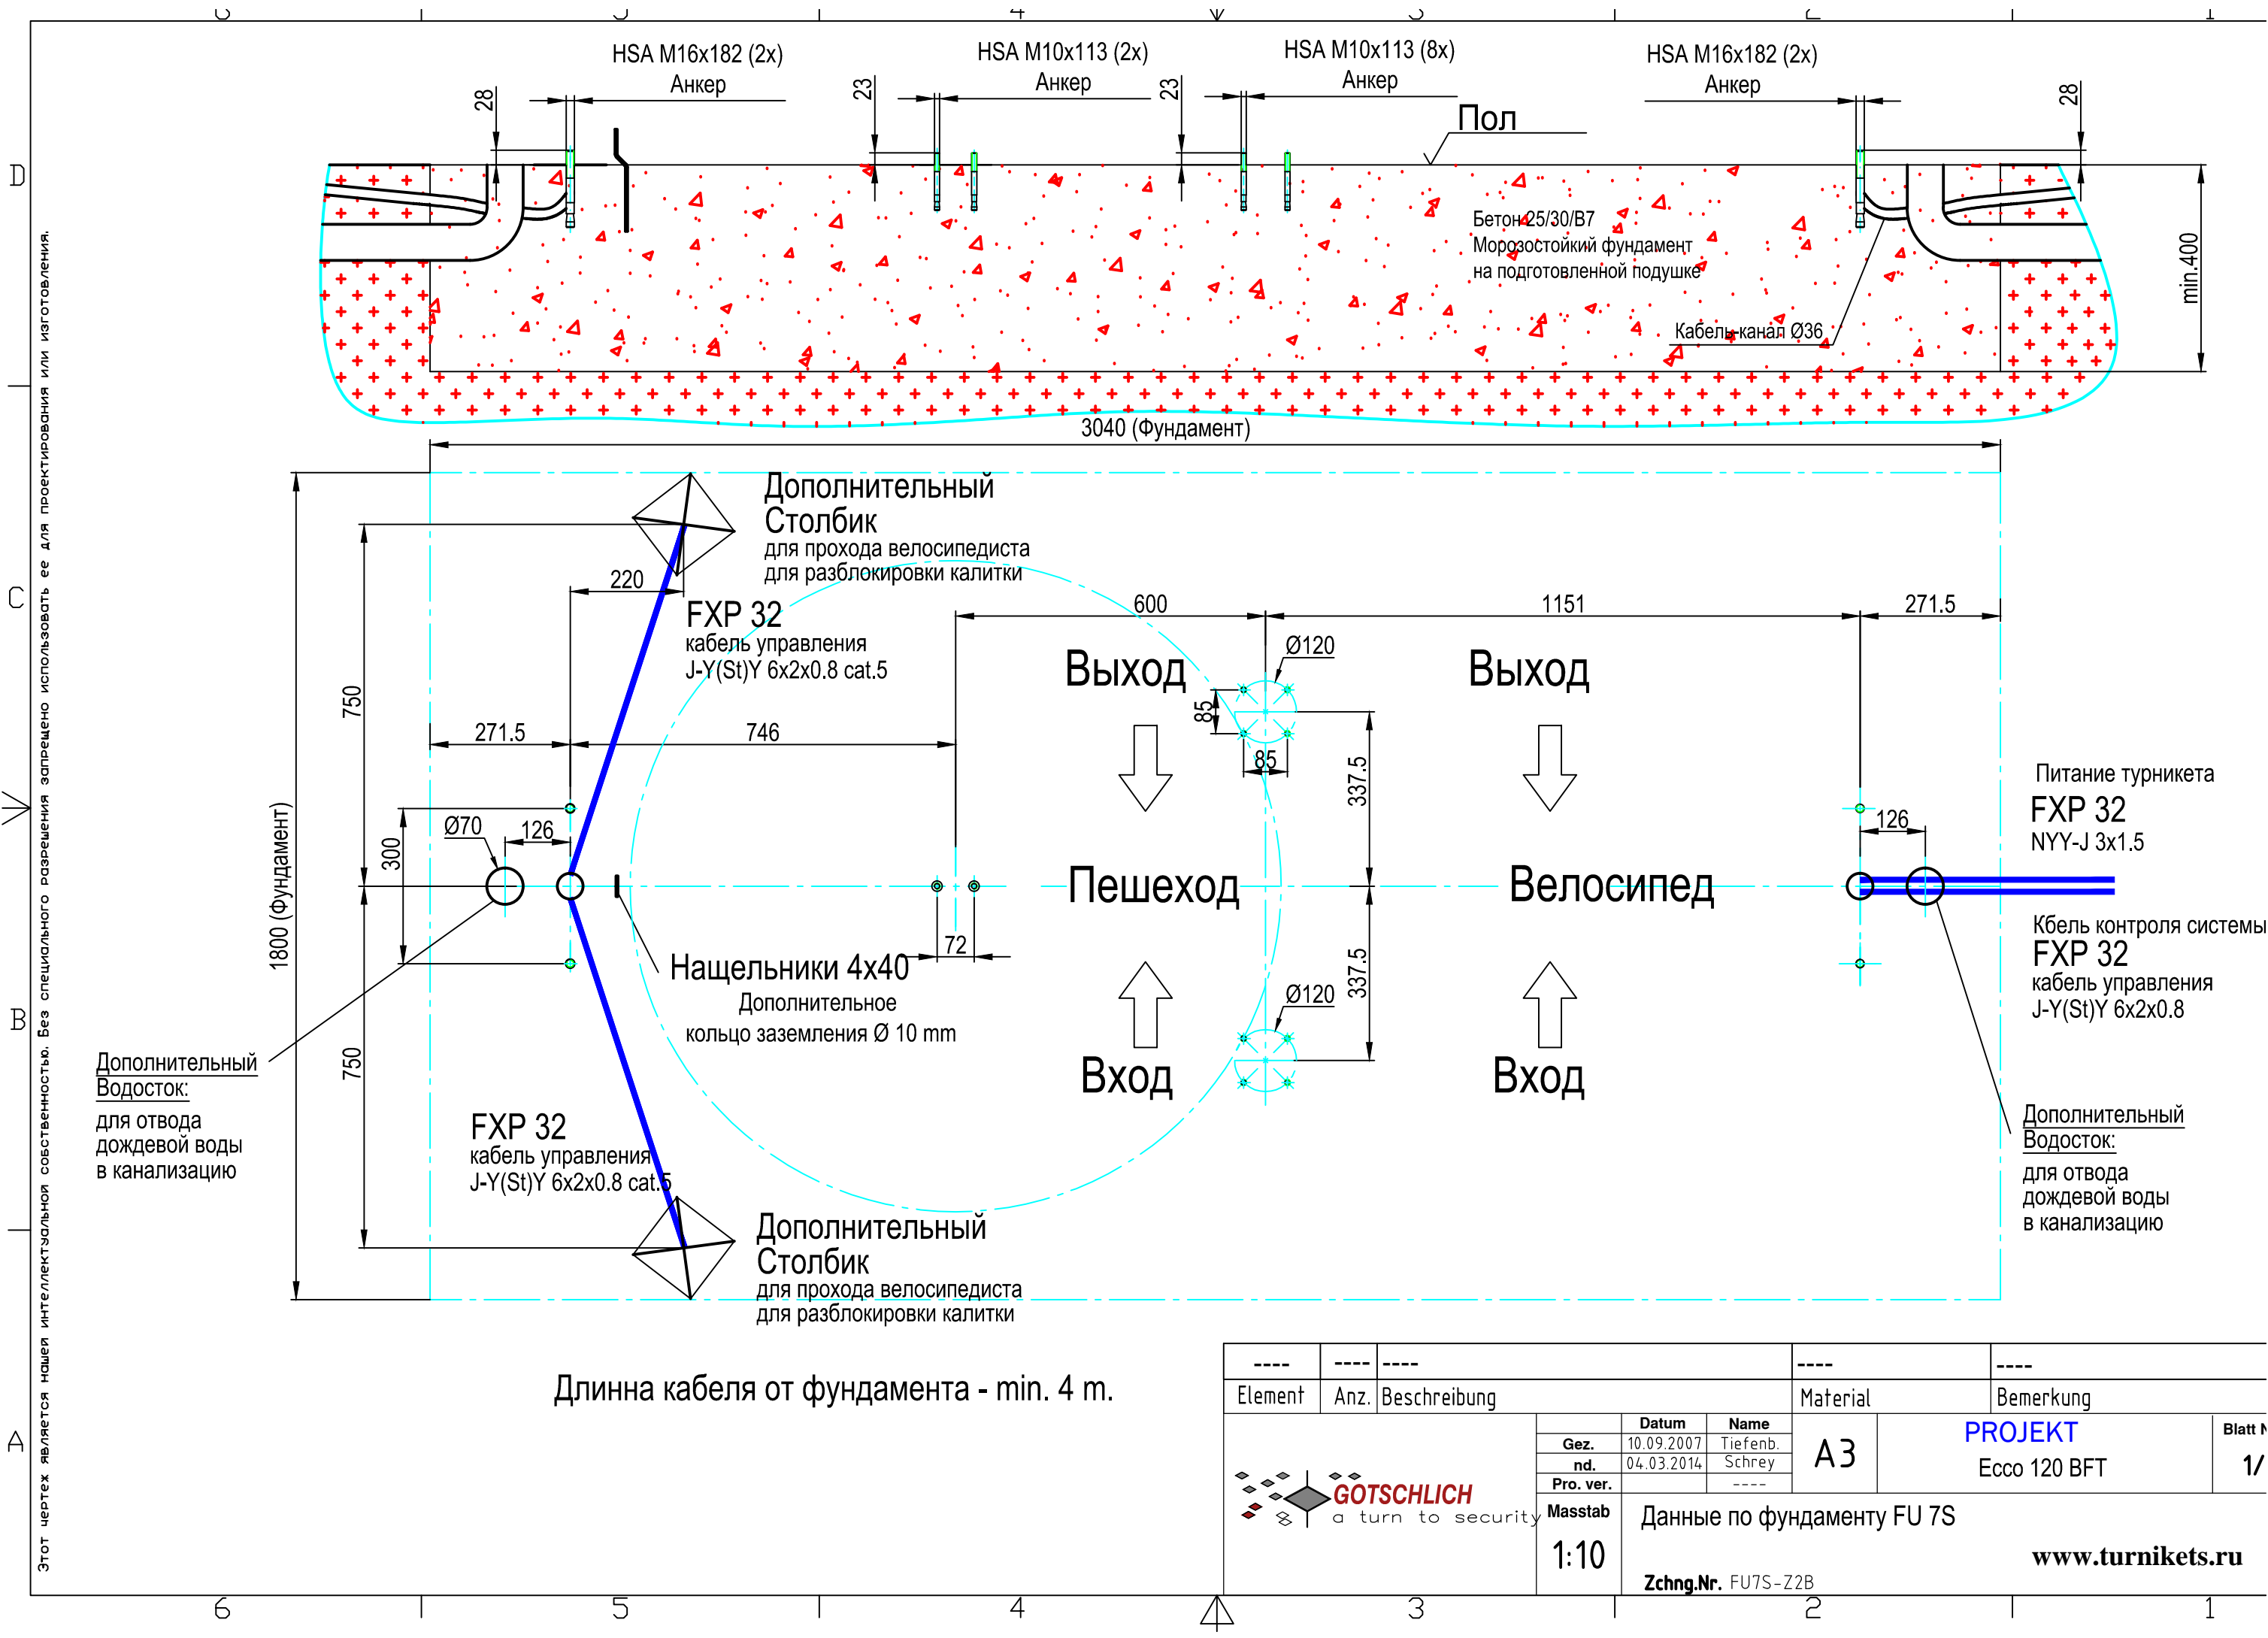 6
5
4
3
2
1
HSA M16x182 (2x)
Анкер
HSA M10x113 (2x)
Анкер
HSA M10x113 (8x)
Анкер
HSA M16x182 (2x)
Анкер
28
23
23
28
Пол
D
Бетон 25/30/B7
Морозостойкий фундамент
на подготовленной подушке
Кабель-канал Ø36
min.400
3040 (Фундамент)
Дополнительный
Столбик
для прохода велосипедиста
для разблокировки калитки
C
220
FXP 32
кабель управления
J-Y(St)Y 6x2x0.8 cat.5
600
1151
271.5
Выход
Ø120
Выход
750
85
271.5
746
85
337.5
Питание турникета
FXP 32
NYY-J 3x1.5
1800 (Фундамент)
300
Ø70
126
126
Пешеход
Велосипед
72
Нащельники 4x40
Дополнительное
кольцо заземления Ø 10 mm
337.5
Ø120
Кбель контроля системы
FXP 32
кабель управления
J-Y(St)Y 6x2x0.8
B
750
Вход
Вход
Дополнительный
Водосток:
для отвода
дождевой воды
в канализацию
FXP 32
кабель управления
J-Y(St)Y 6x2x0.8 cat.5
Дополнительный
Водосток:
для отвода
дождевой воды
в канализацию
Дополнительный
Столбик
для прохода велосипедиста
для разблокировки калитки
Длинна кабеля от фундамента - min. 4 m.
A
Этот чертеж является нашей интеллектуальной собственностью. Без специального разрешения запрещено использовать ее для проектирования или изготовления.
---- ---- ---- ---- ----
Element Anz. Beschreibung Material Bemerkung
Datum Name
Gez. 10.09.2007 Tiefenb.
nd. 04.03.2014 Schrey
Pro. ver. ----
A3
PROJEKT
Ecco 120 BFT
Blatt N
1/
GOTSCHLICH
a turn to security
Masstab
1:10
Данные по фундаменту FU 7S
www.turnikets.ru
Zchng.Nr. FU7S-Z2B
6
5
4
3
2
1